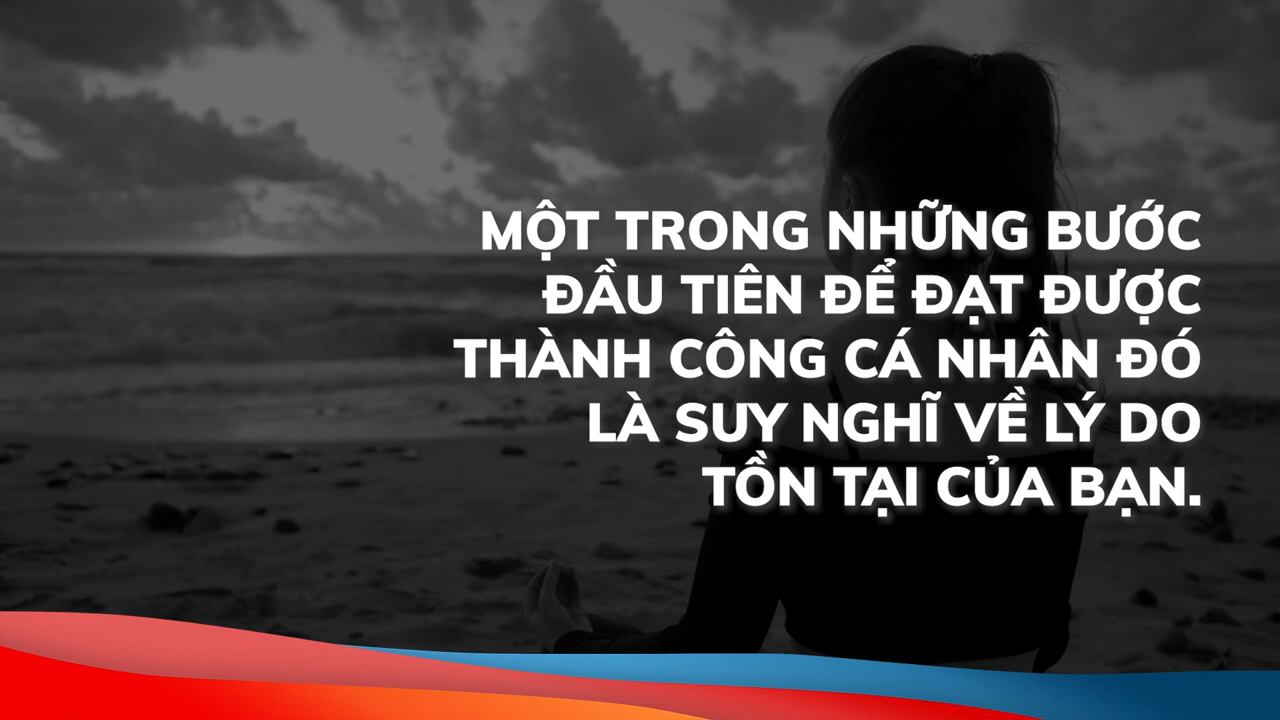 MỘT TRONG NHỮNG BƯỚC
ĐẦU TIÊN ĐỂ ĐẠT ĐƯỢC
THÀNH CÔNG CÁ NHÂN ĐÓ
LÀ SUY NGHĨ VỀ LÝ DO
TỒN TẠI CỦA BẠN.